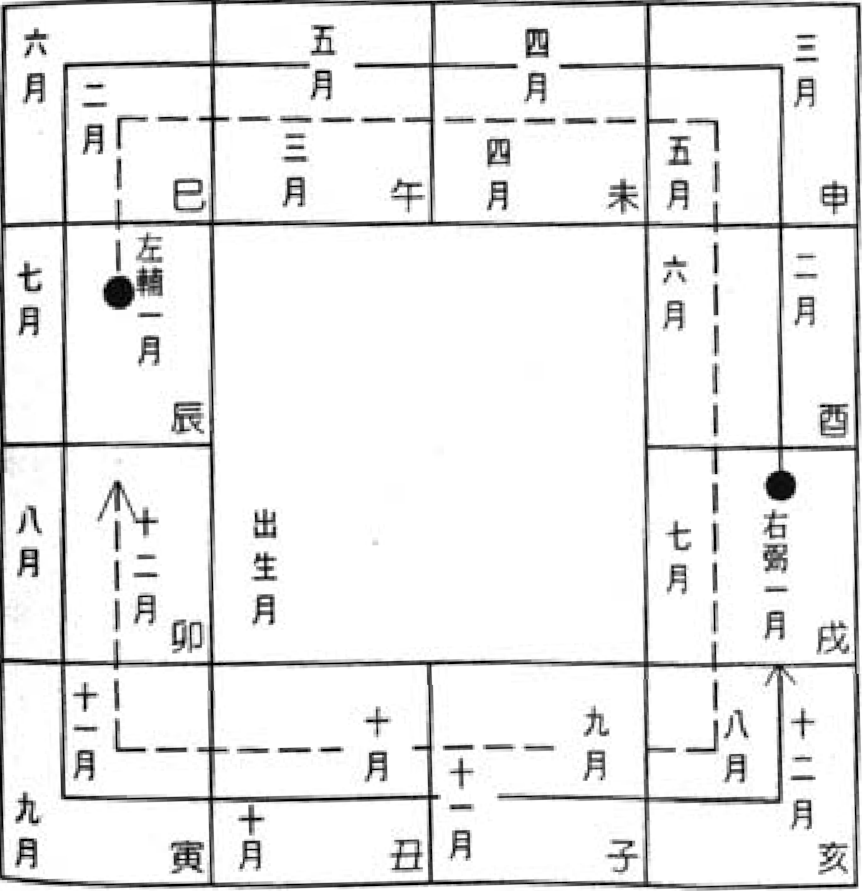 六月
二月
巳
五月
三月
午
四月
四月
未
三月
五月
申
七月
左輔一月
辰
六月
二月
酉
八月
十二月
卯
出生月
七月
右弼一月
戌
十一月
九月
寅
十月
十月
丑
九月
十一月
子
八月
十二月
亥